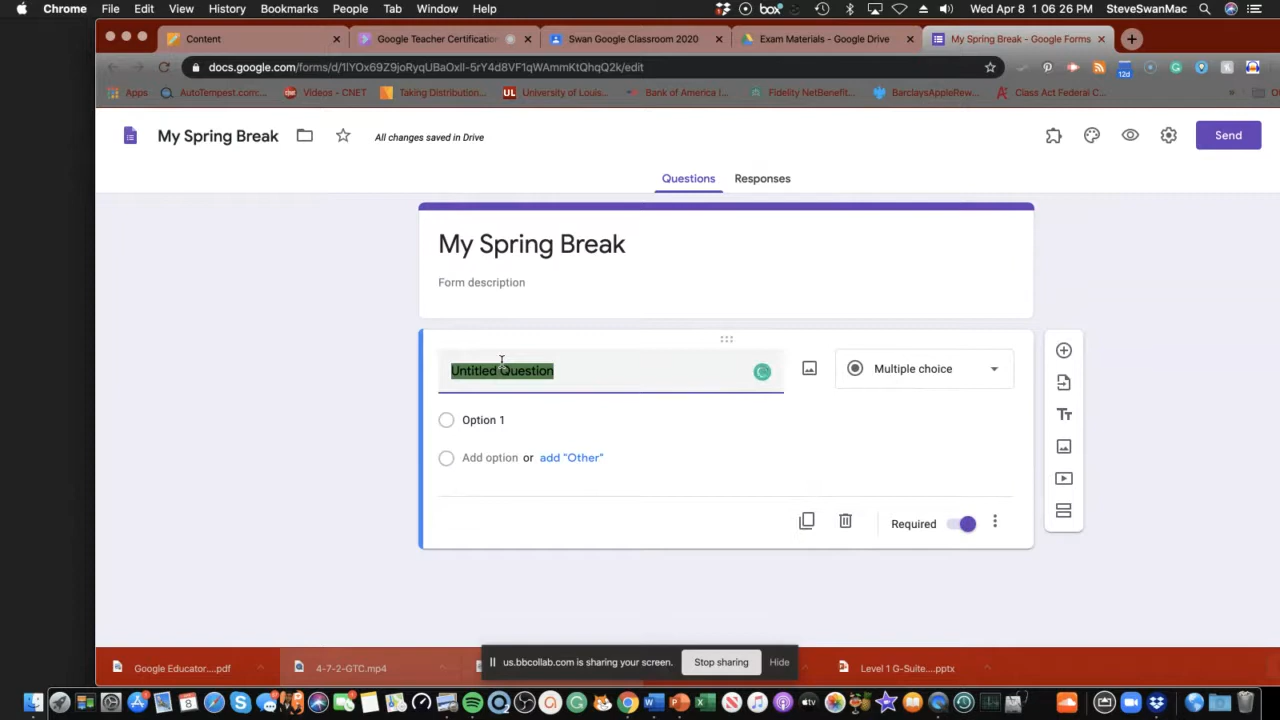 Chrome File Edit View History Bookmarks People Tab Window Help box Wed Apr 8 1:06:26 PM SteveSwanMac
Content Google Teacher Certification Swan Google Classroom 2020 Exam Materials - Google Drive My Spring Break - Google Forms
docs.google.com/forms/d/1lYOx69Z9joRyqUBaOxll-5rY4d8VF1qWAmmKtQhqQ2k/edit 12d
Apps AutoTempest.com:... Videos - CNET Taking Distribution... UL University of Louis... Bank of America I... Fidelity NetBenefit... BarclaysAppleRew... Class Act Federal C...
My Spring Break All changes saved in Drive Send
Questions Responses
My Spring Break
Form description
Untitled Question Multiple choice
Option 1
Add option or add "Other"
Required
us.bbcollab.com is sharing your screen. Stop sharing Hide
Google Educator....pdf 4-7-2-GTC.mp4 Level 1 G-Suite....pptx